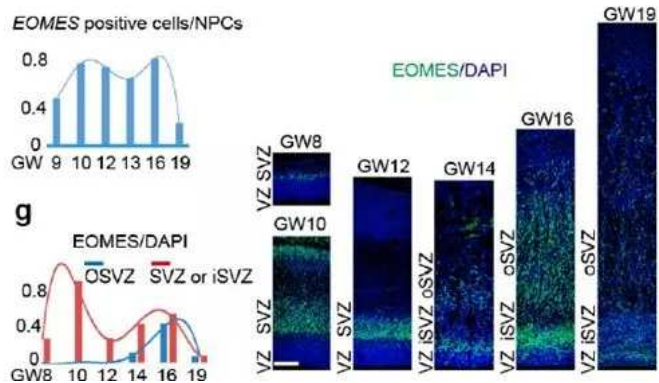 EOMES positive cells/NPCs
0.8
0.4
0
GW 9 10 12 13 16 19
g
EOMES/DAPI
OSVZ SVZ or iSVZ
0.8
0.4
0
GW8 10 12 14 16 19
EOMES/DAPI
GW8
VZ SVZ
GW10
VZ SVZ
GW12
VZ SVZ
GW14
VZ iSVZ oSVZ
GW16
VZ iSVZ oSVZ
GW19
VZ iSVZ oSVZ